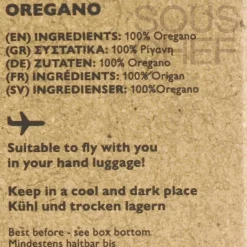 OREGANO
SOUS
CHEF
(EN) INGREDIENTS: 100% Oregano
(GR) ΣΥΣΤΑΤΙΚΑ: 100% Ρίγανη
(DE) ZUTATEN: 100% Oregano
(FR) INGRÉDIENTS: 100% Origan
(SV) INGREDIENSER: 100% Oregano
Suitable to fly with you
in your hand luggage!
Keep in a cool and dark place
Kühl und trocken lagern
Best before - see box bottom
Mindestens haltbar bis